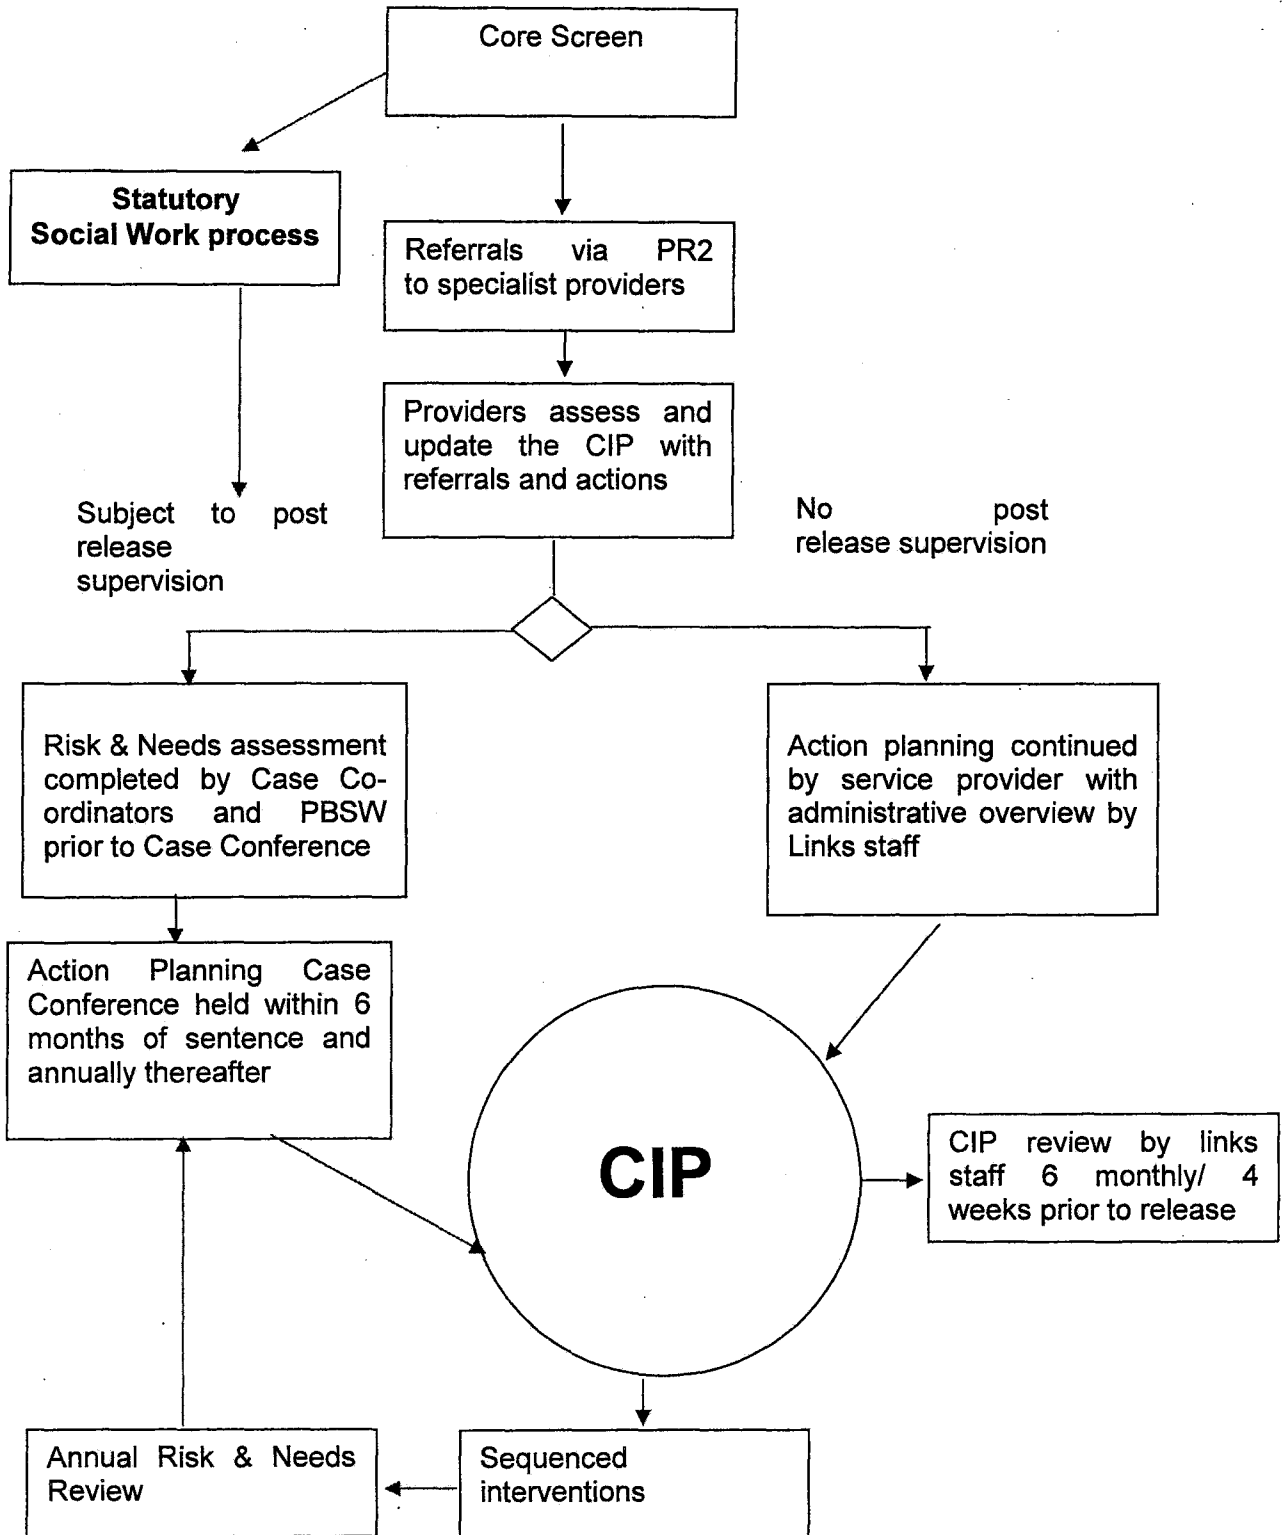 Core Screen
Statutory
Social Work process
Referrals via PR2
to specialist providers
Providers assess and
update the CIP with
referrals and actions
Subject to post
release
supervision
No post
release supervision
Risk & Needs assessment
completed by Case Co-
ordinators and PBSW
prior to Case Conference
Action planning continued
by service provider with
administrative overview by
Links staff
Action Planning Case
Conference held within 6
months of sentence and
annually thereafter
CIP
CIP review by links
staff 6 monthly/ 4
weeks prior to release
Annual Risk & Needs
Review
Sequenced
interventions